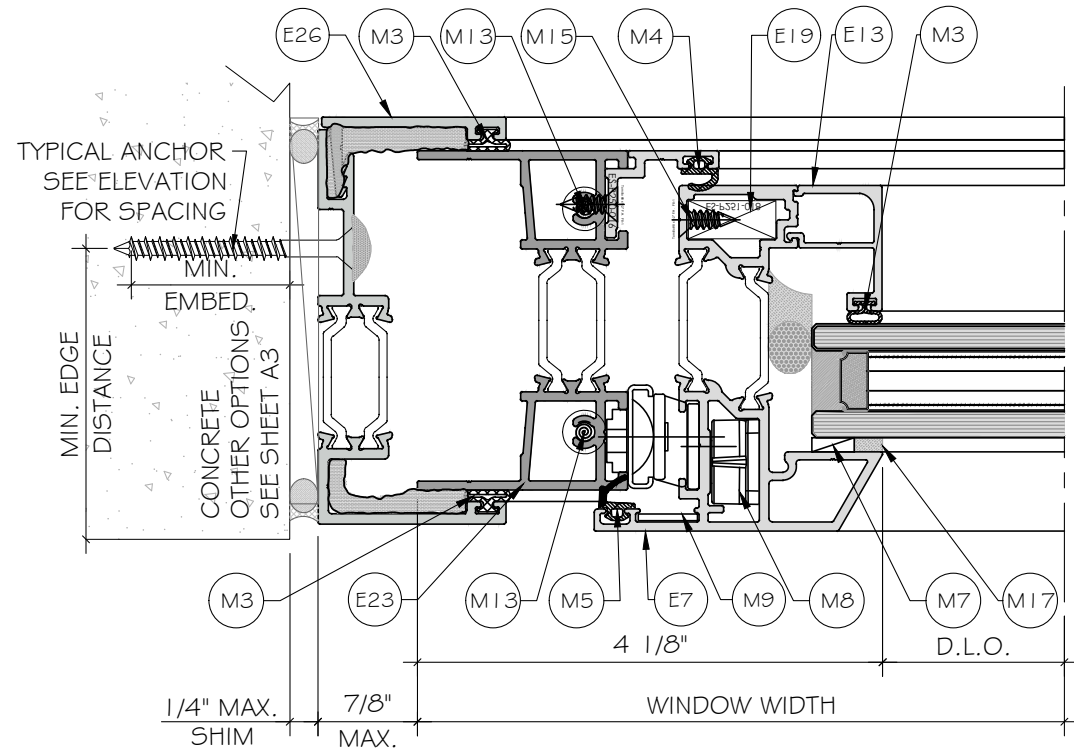 E26
M3
M13
M15
M4
E19
E13
M3
TYPICAL ANCHOR
SEE ELEVATION
FOR SPACING
MIN.
EMBED.
MIN. EDGE
DISTANCE
CONCRETE
OTHER OPTIONS
SEE SHEET A3
M3
E23
M13
M5
E7
M9
M8
M7
M17
4 1/8"
D.L.O.
1/4" MAX.
SHIM
7/8"
MAX.
WINDOW WIDTH